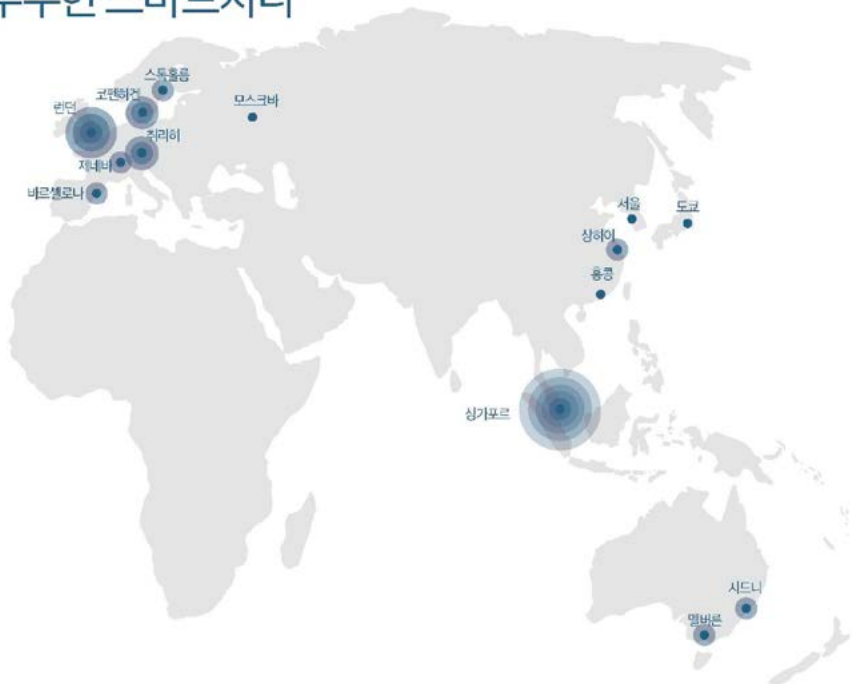 스톡홀름
코펜하겐
런던
모스크바
취리히
제네바
바르셀로나
서울
도쿄
상하이
홍콩
싱가포르
시드니
멜버른